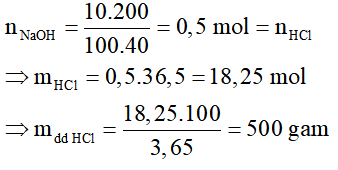 n_NaOH = 10.200/100.40 = 0,5 mol = n_HCl
⇒ m_HCl = 0,5.36,5 = 18,25 mol
⇒ m_dd HCl = 18,25.100/3,65 = 500 gam